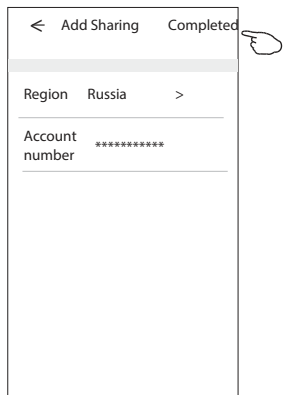 ← Add Sharing Completed
Region Russia >
Account
number ***********